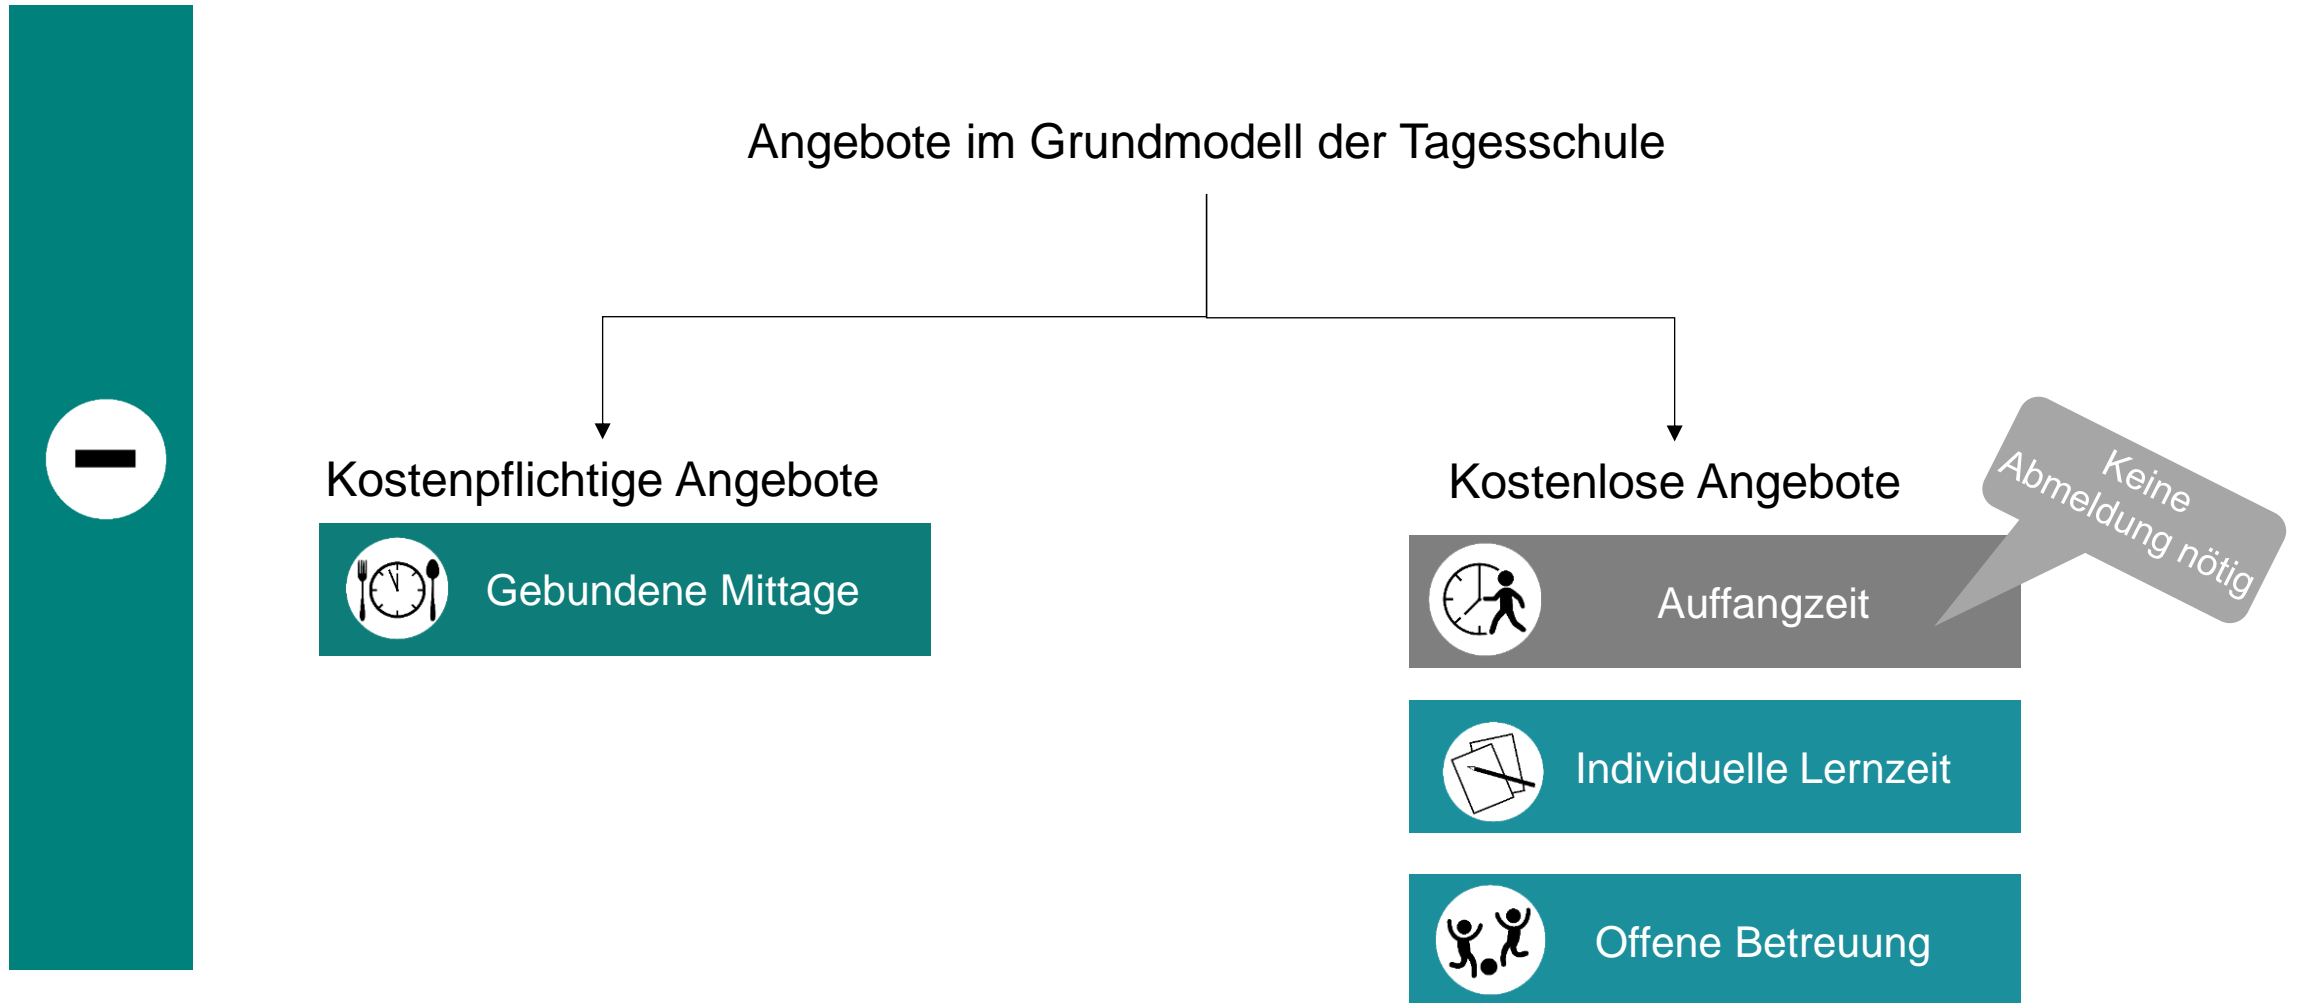 Angebote im Grundmodell der Tagesschule
Kostenpflichtige Angebote
Gebundene Mittage
Kostenlose Angebote
Keine
Abmeldung nötig
Auffangzeit
Individuelle Lernzeit
Offene Betreuung